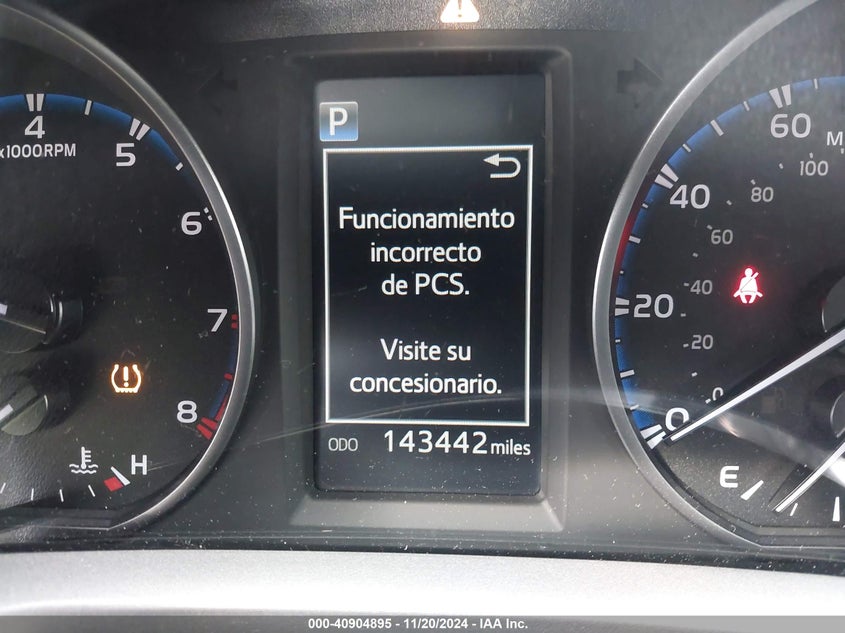 4
x1000RPM
5
6
7
8
H
P
Funcionamiento
incorrecto
de PCS.
Visite su
concesionario.
ODO 143442 miles
60
M
100
40
80
60
40
20
20
0
0
E
000-40904895 - 11/20/2024 - IAA Inc.